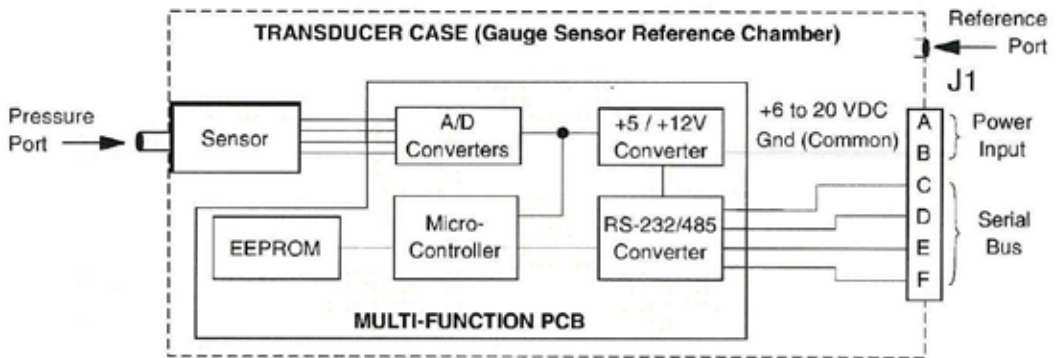 TRANSDUCER CASE (Gauge Sensor Reference Chamber)
Reference
Port
J1
Pressure
Port
Sensor
A/D
Converters
+5 / +12V
Converter
+6 to 20 VDC
Gnd (Common)
A
B
C
D
E
F
Power
Input
Serial
Bus
EEPROM
Micro-
Controller
RS-232/485
Converter
MULTI-FUNCTION PCB